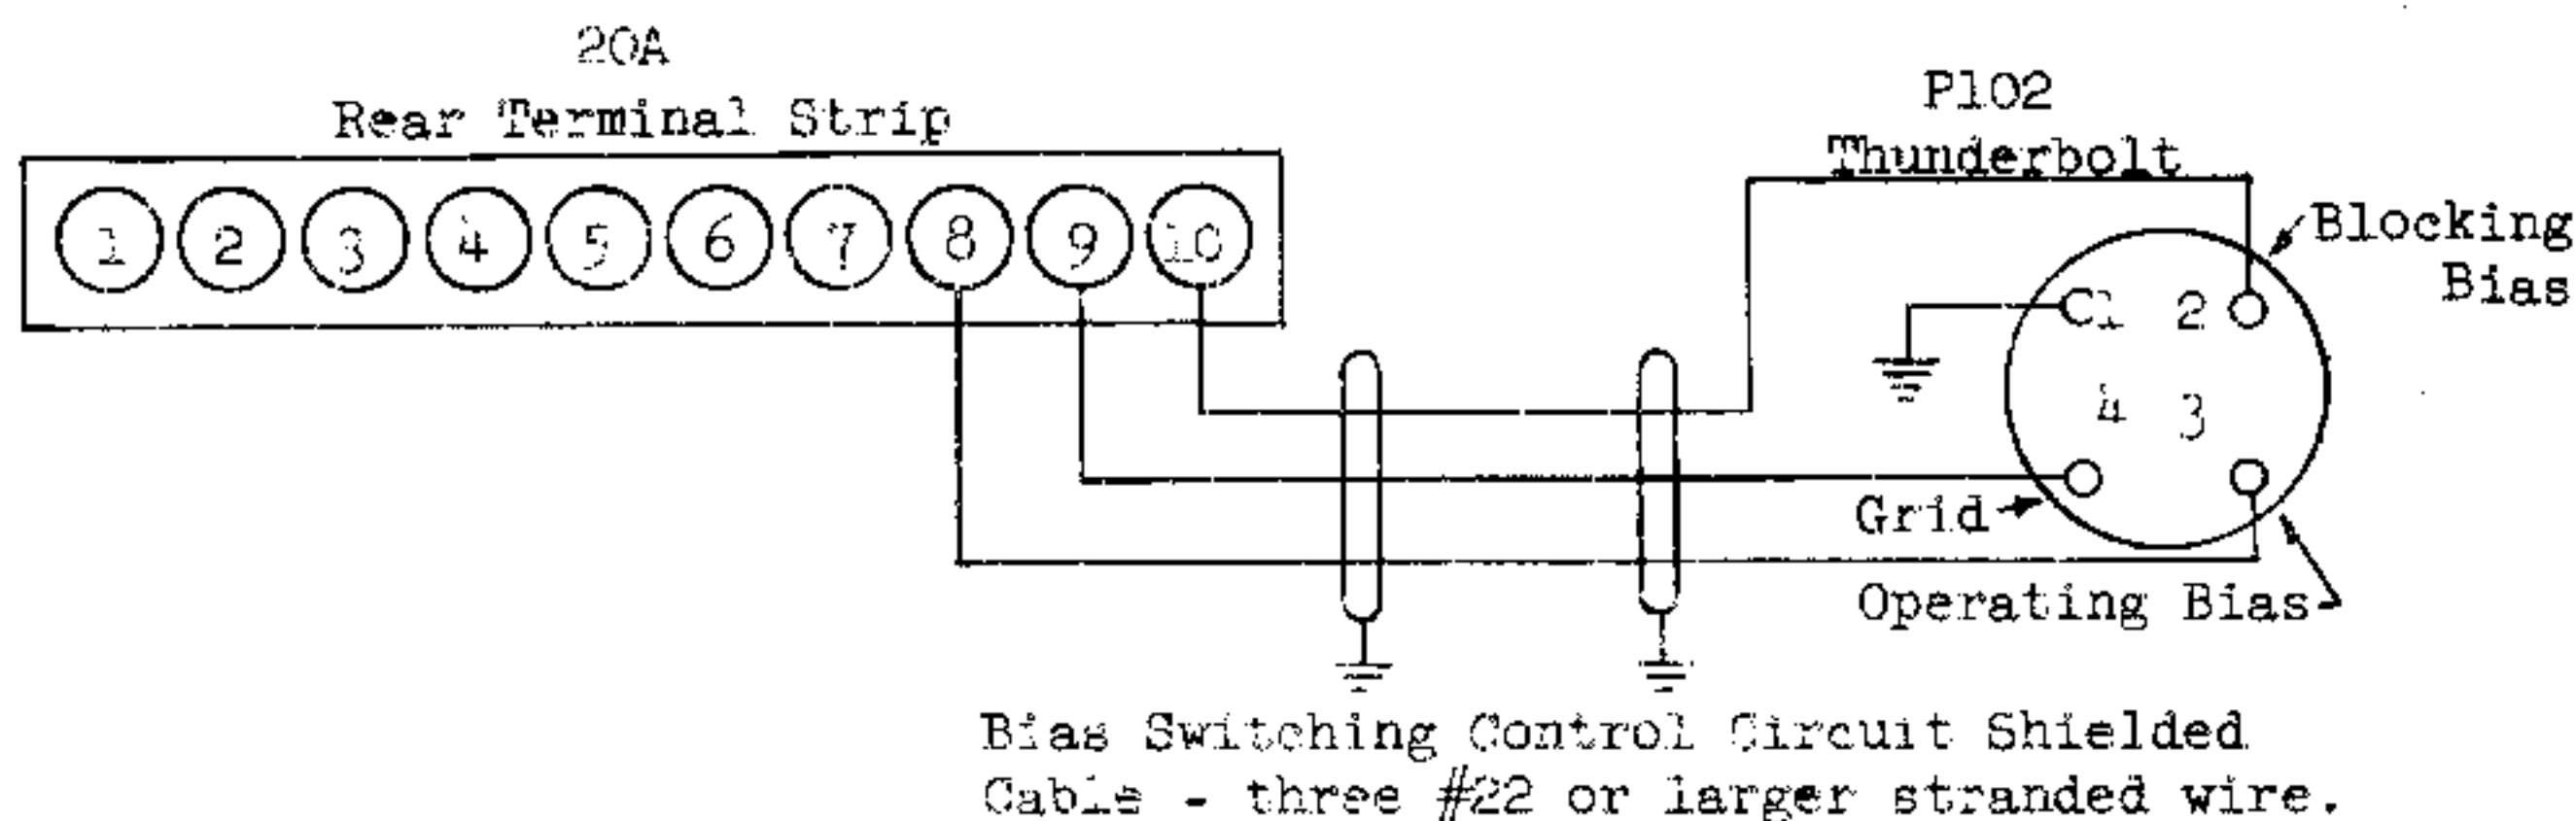 20A
Rear Terminal Strip
P102
Thunderbolt
1 2 3 4 5 6 7 8 9 10
Blocking
Bias
1 2
4 3
Grid
Operating Bias
Bias Switching Control Circuit Shielded
Cable - three #22 or larger stranded wire.